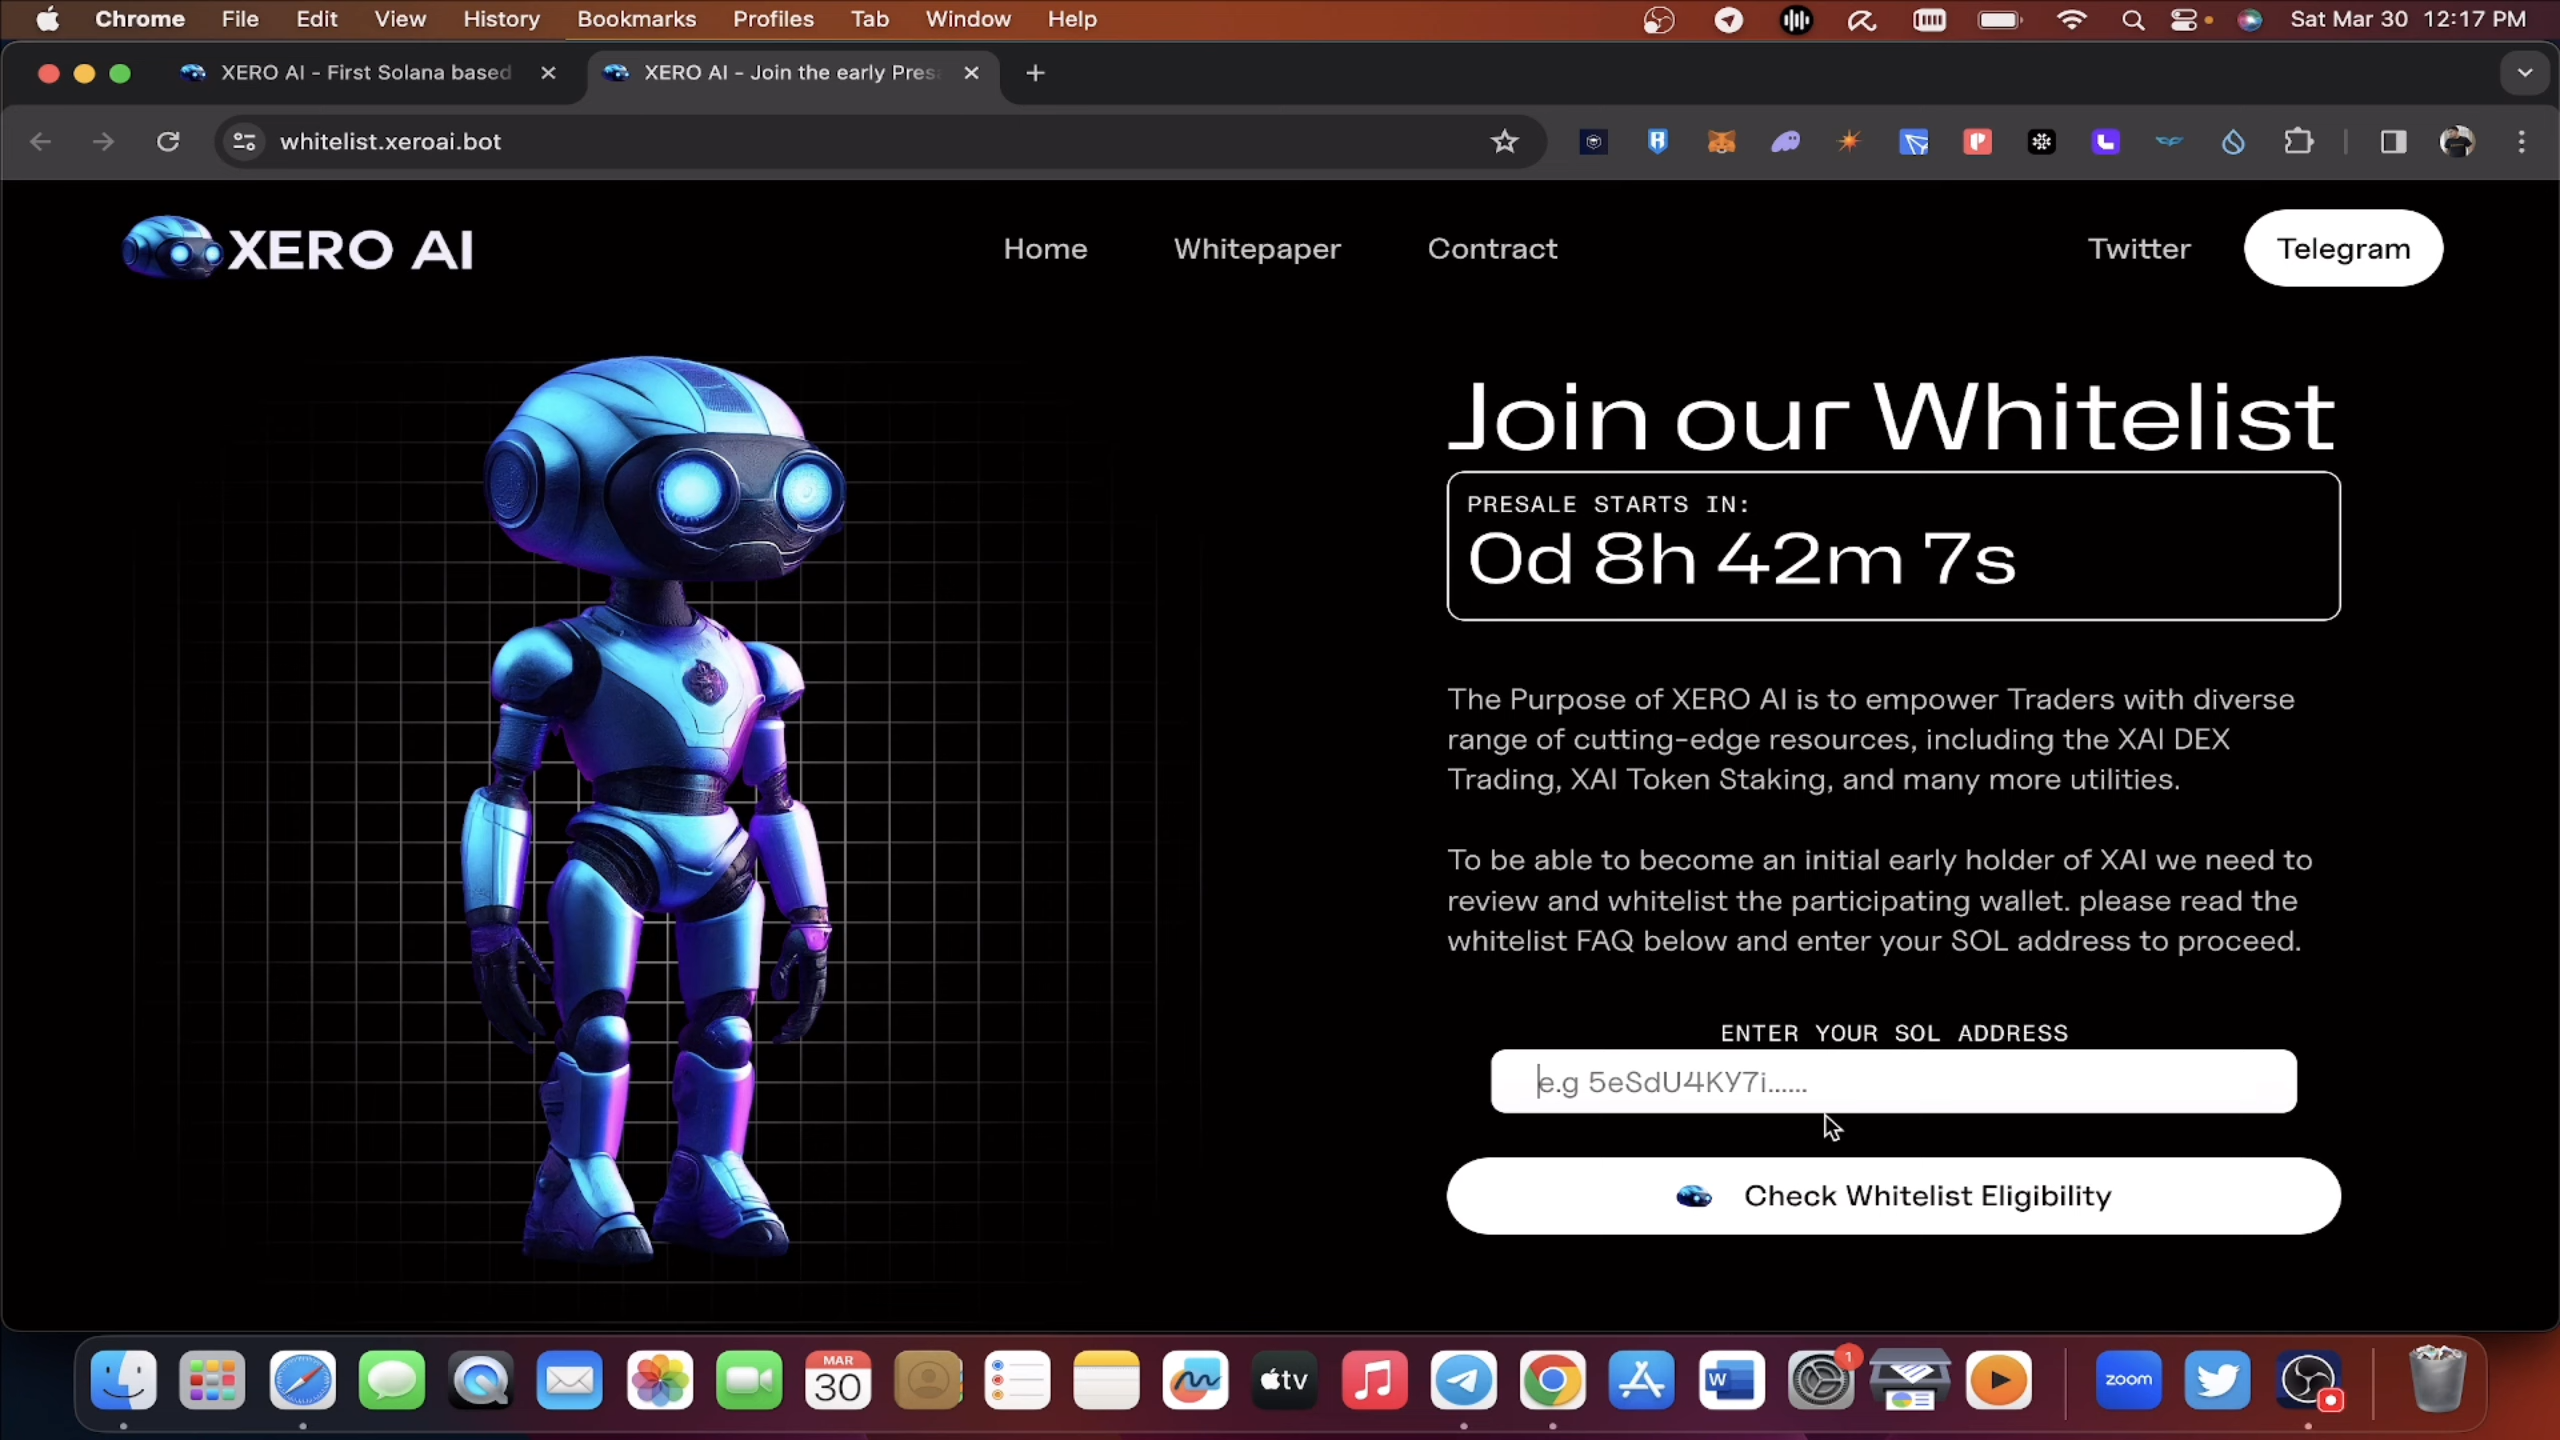 Chrome File Edit View History Bookmarks Profiles Tab Window Help Sat Mar 30 12:17 PM
XERO AI - First Solana based XERO AI - Join the early Pres
whitelist.xeroai.bot
XERO AI Home Whitepaper Contract Twitter Telegram
Join our Whitelist
PRESALE STARTS IN:
0d 8h 42m 7s
The Purpose of XERO AI is to empower Traders with diverse
range of cutting-edge resources, including the XAI DEX
Trading, XAI Token Staking, and many more utilities.
To be able to become an initial early holder of XAI we need to
review and whitelist the participating wallet. please read the
whitelist FAQ below and enter your SOL address to proceed.
ENTER YOUR SOL ADDRESS
e.g 5eSdU4KY7i......
Check Whitelist Eligibility
MAR
30
tv
W
1
zoom